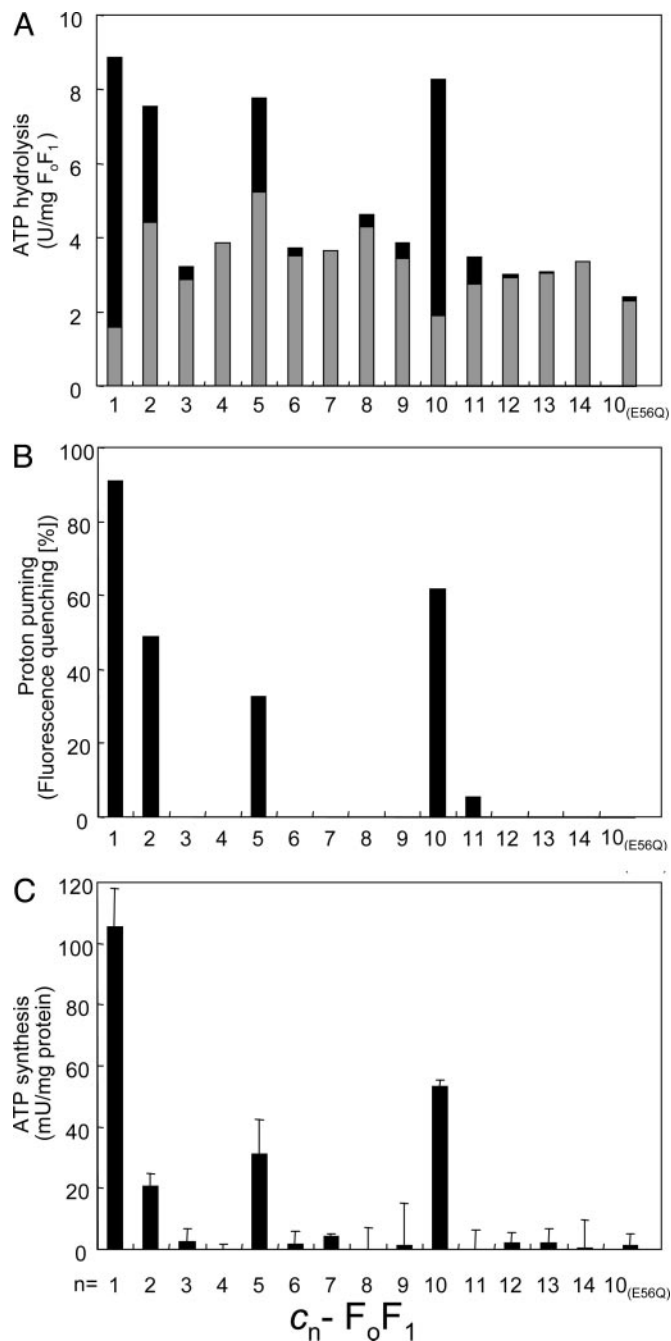 A
10
8
6
4
2
0
ATP hydrolysis
(U/mg FoF1)
1 2 3 4 5 6 7 8 9 10 11 12 13 14 10(E56Q)
B
100
80
60
40
20
0
Proton puming
(Fluorescence quenching [%])
1 2 3 4 5 6 7 8 9 10 11 12 13 14 10(E56Q)
C
120
100
80
60
40
20
0
ATP synthesis
(mU/mg protein)
n= 1 2 3 4 5 6 7 8 9 10 11 12 13 14 10(E56Q)
cn- FoF1